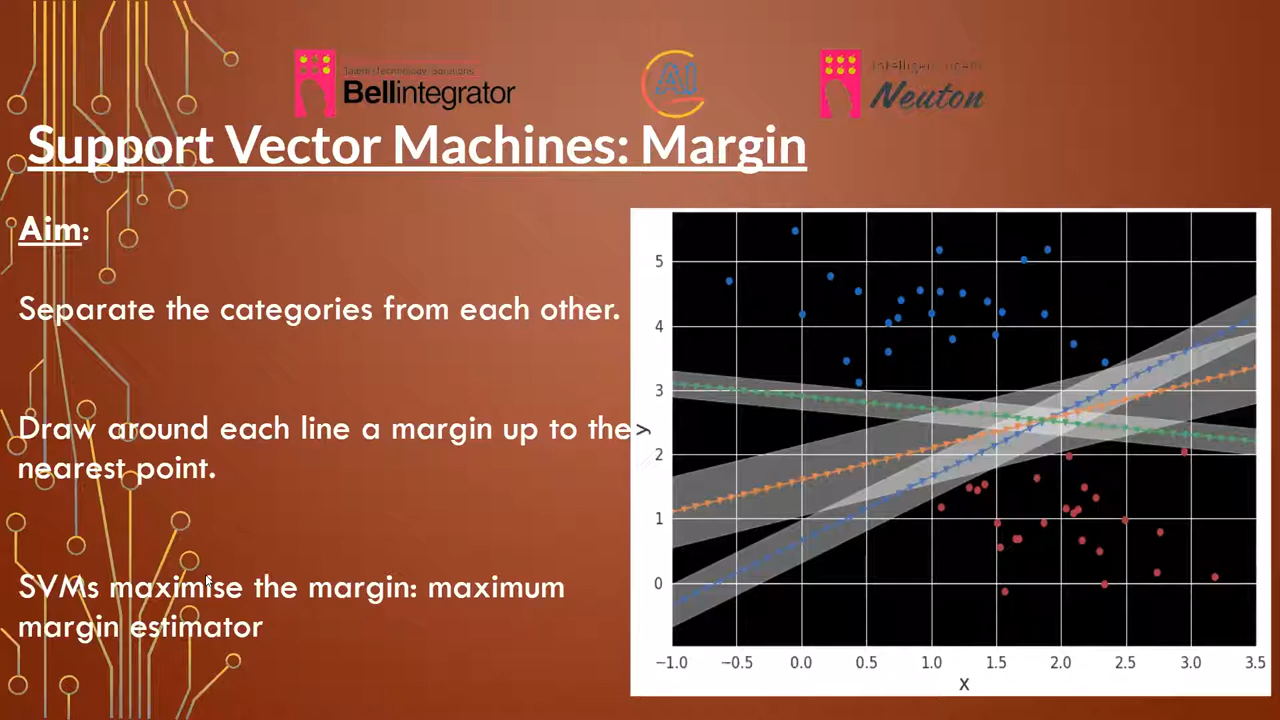 Bellintegrator
AI
Neuton
Support Vector Machines: Margin
Aim:
Separate the categories from each other.
Draw around each line a margin up to the
nearest point.
SVMs maximise the margin: maximum
margin estimator
5
4
3
2
1
0
y
−1.0 −0.5 0.0 0.5 1.0 1.5 2.0 2.5 3.0 3.5
x